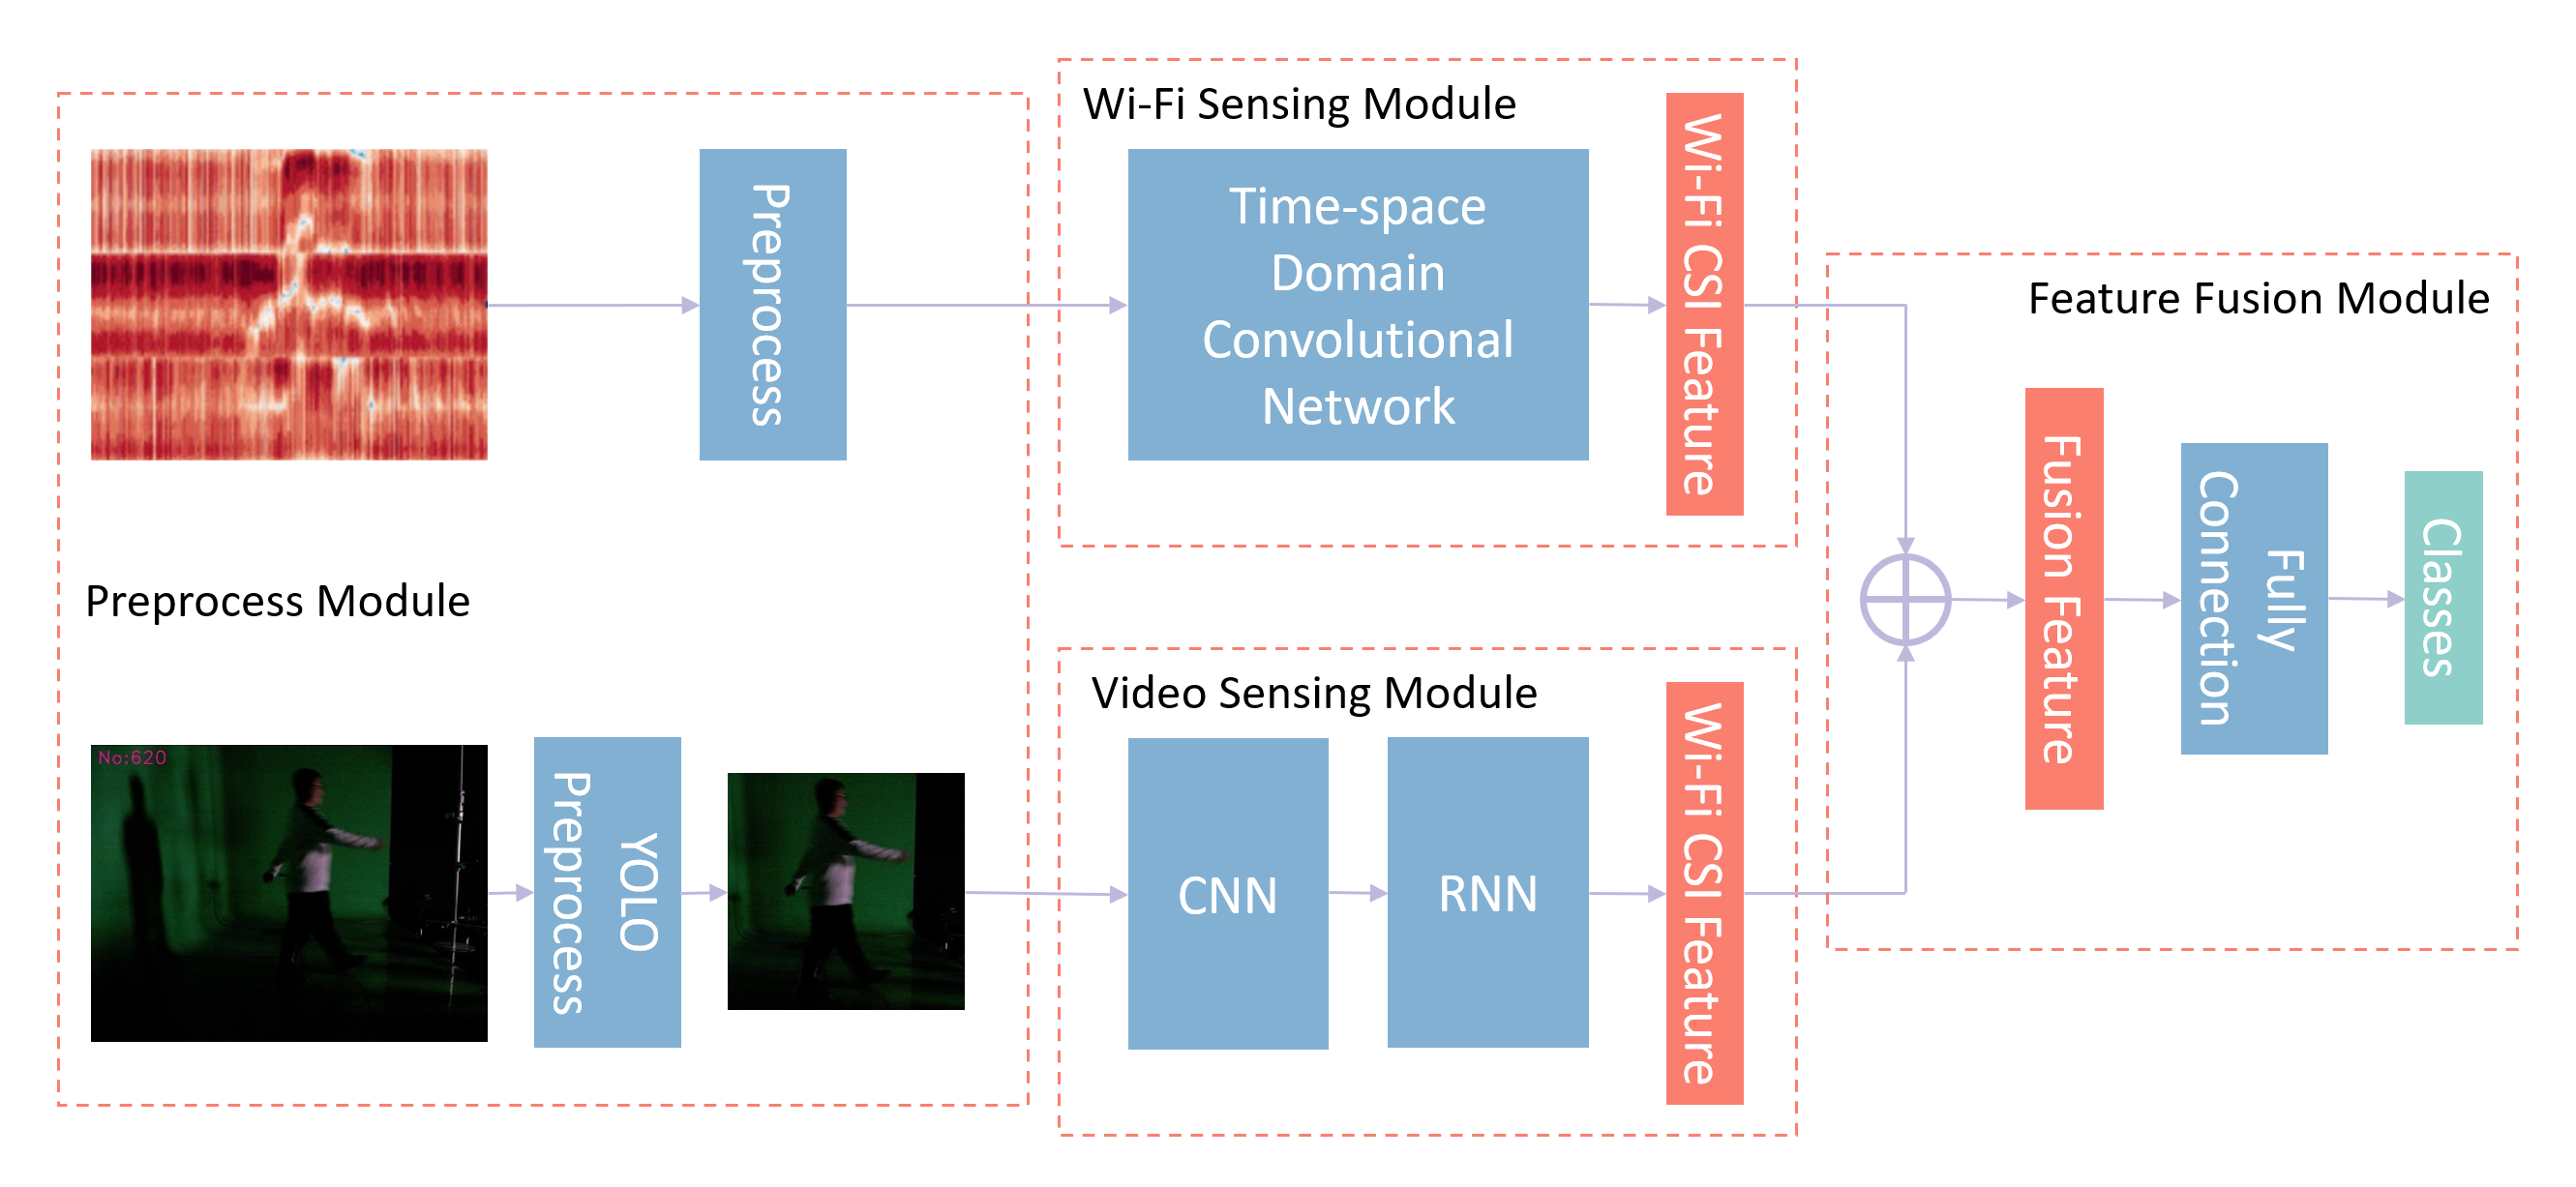 Wi-Fi Sensing Module
Preprocess
Time-space
Domain
Convolutional
Network
Wi-Fi CSI Feature
Preprocess Module
No:620
YOLO
Preprocess
Video Sensing Module
CNN
RNN
Wi-Fi CSI Feature
Feature Fusion Module
Fusion Feature
Fully
Connection
Classes